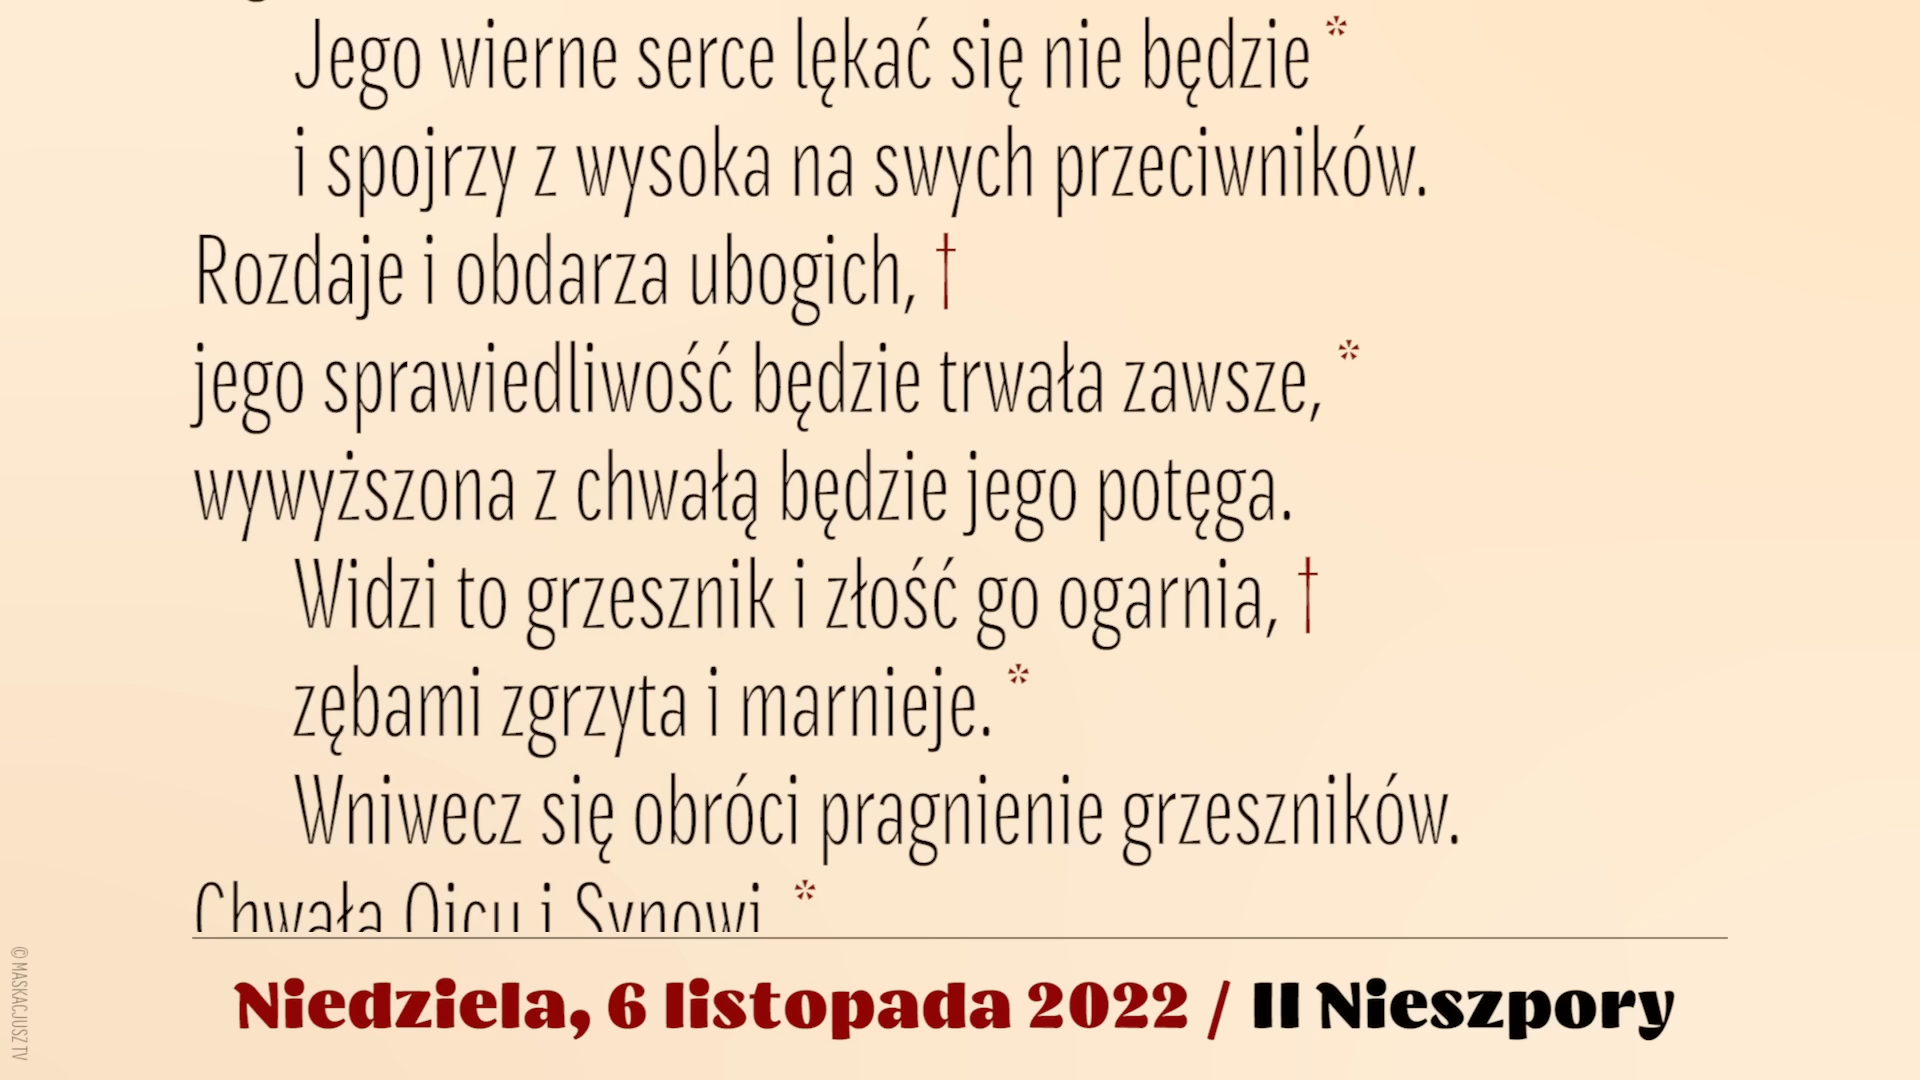 Jego wierne serce lękać się nie będzie *
i spojrzy z wysoka na swych przeciwników.
Rozdaje i obdarza ubogich, †
jego sprawiedliwość będzie trwała zawsze, *
wywyższona z chwałą będzie jego potęga.
Widzi to grzesznik i złość go ogarnia, †
zębami zgrzyta i marnieje. *
Wniwecz się obróci pragnienie grzeszników.
Chwała Ojcu i Synowi *
Niedziela, 6 listopada 2022 / II Nieszpory
© MASKACJUSZ TV